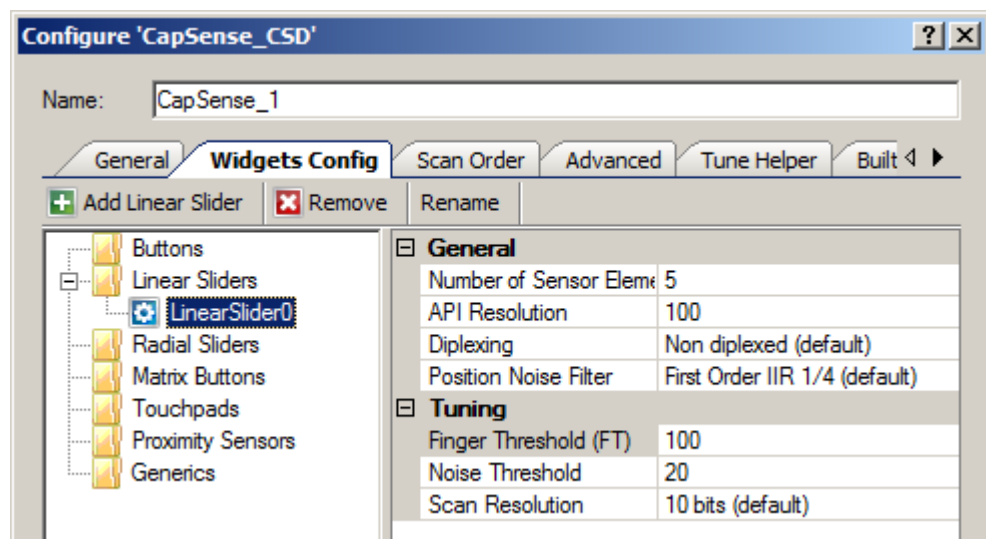 Configure 'CapSense_CSD'
Name: CapSense_1
General Widgets Config Scan Order Advanced Tune Helper Built
Add Linear Slider Remove Rename
Buttons
Linear Sliders
LinearSlider0
Radial Sliders
Matrix Buttons
Touchpads
Proximity Sensors
Generics
General
Number of Sensor Eleme 5
API Resolution 100
Diplexing Non diplexed (default)
Position Noise Filter First Order IIR 1/4 (default)
Tuning
Finger Threshold (FT) 100
Noise Threshold 20
Scan Resolution 10 bits (default)